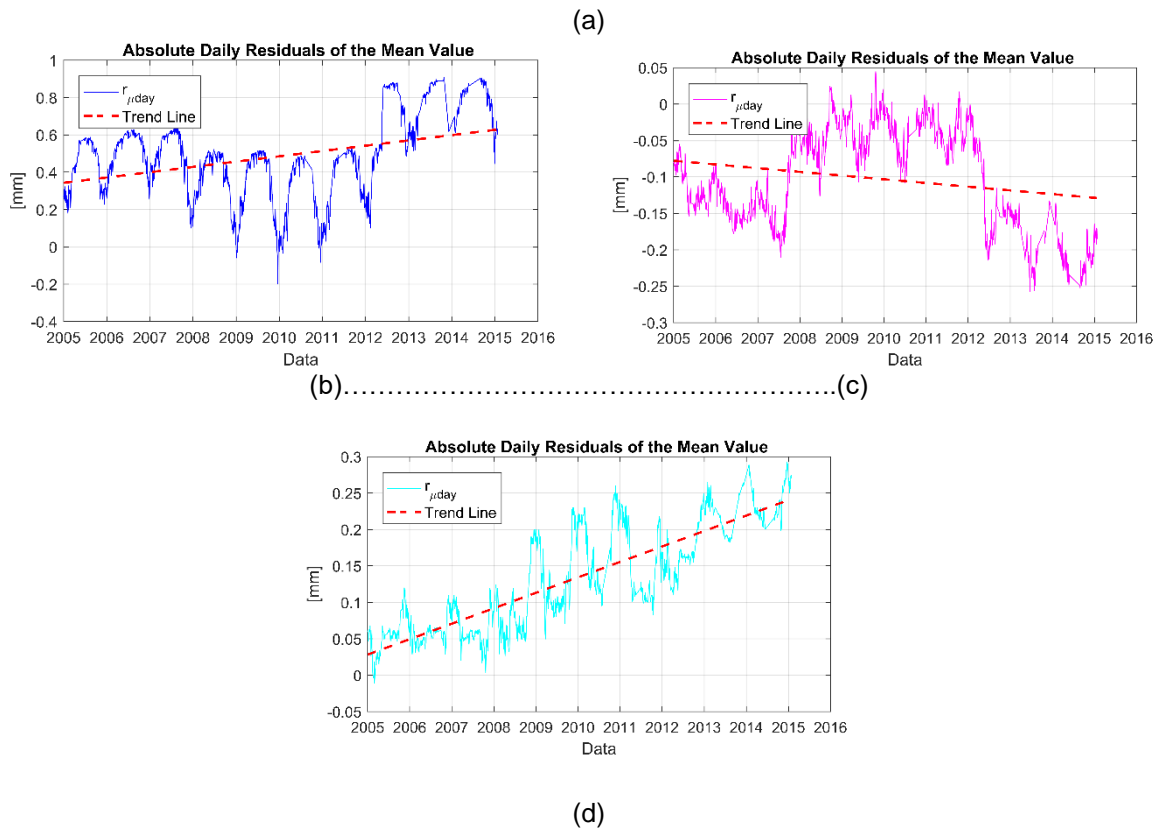 (a)
Absolute Daily Residuals of the Mean Value
r μday
Trend Line
[mm]
1
0.8
0.6
0.4
0.2
0
-0.2
-0.4
2005 2006 2007 2008 2009 2010 2011 2012 2013 2014 2015 2016
Data
Absolute Daily Residuals of the Mean Value
r μday
Trend Line
[mm]
0.05
0
-0.05
-0.1
-0.15
-0.2
-0.25
-0.3
2005 2006 2007 2008 2009 2010 2011 2012 2013 2014 2015 2016
Data
(b)…………………………………………………..(c)
Absolute Daily Residuals of the Mean Value
r μday
Trend Line
[mm]
0.3
0.25
0.2
0.15
0.1
0.05
0
-0.05
2005 2006 2007 2008 2009 2010 2011 2012 2013 2014 2015 2016
Data
(d)